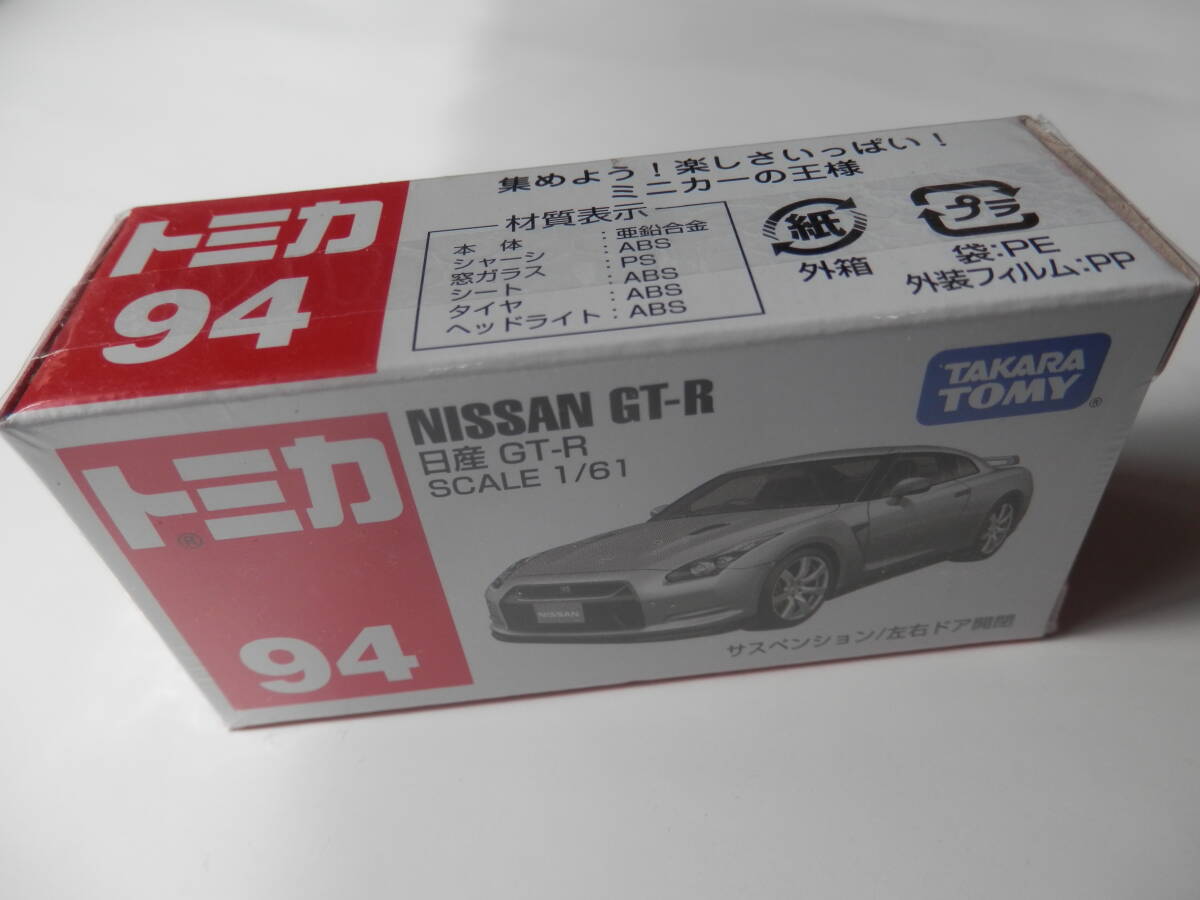 トミカ
94
集めよう！楽しさいっぱい！
ミニカーの王様
材質表示
本体：亜鉛合金
シャーシ：ABS
窓ガラス：PS
シート：ABS
タイヤ：ABS
ヘッドライト：ABS
紙
外箱
プラ
袋:PE
外装フィルム:PP
トミカ®
94
NISSAN GT-R
日産 GT-R
SCALE 1/61
TAKARA
TOMY®
NISSAN
サスペンション/左右ドア開閉